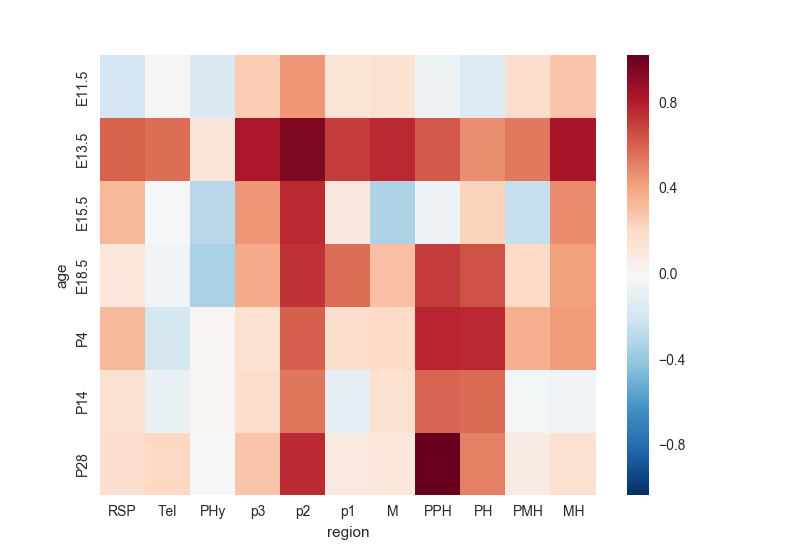 age
E11.5
E13.5
E15.5
E18.5
P4
P14
P28
RSP Tel PHy p3 p2 p1 M PPH PH PMH MH
region
0.8
0.4
0.0
−0.4
−0.8